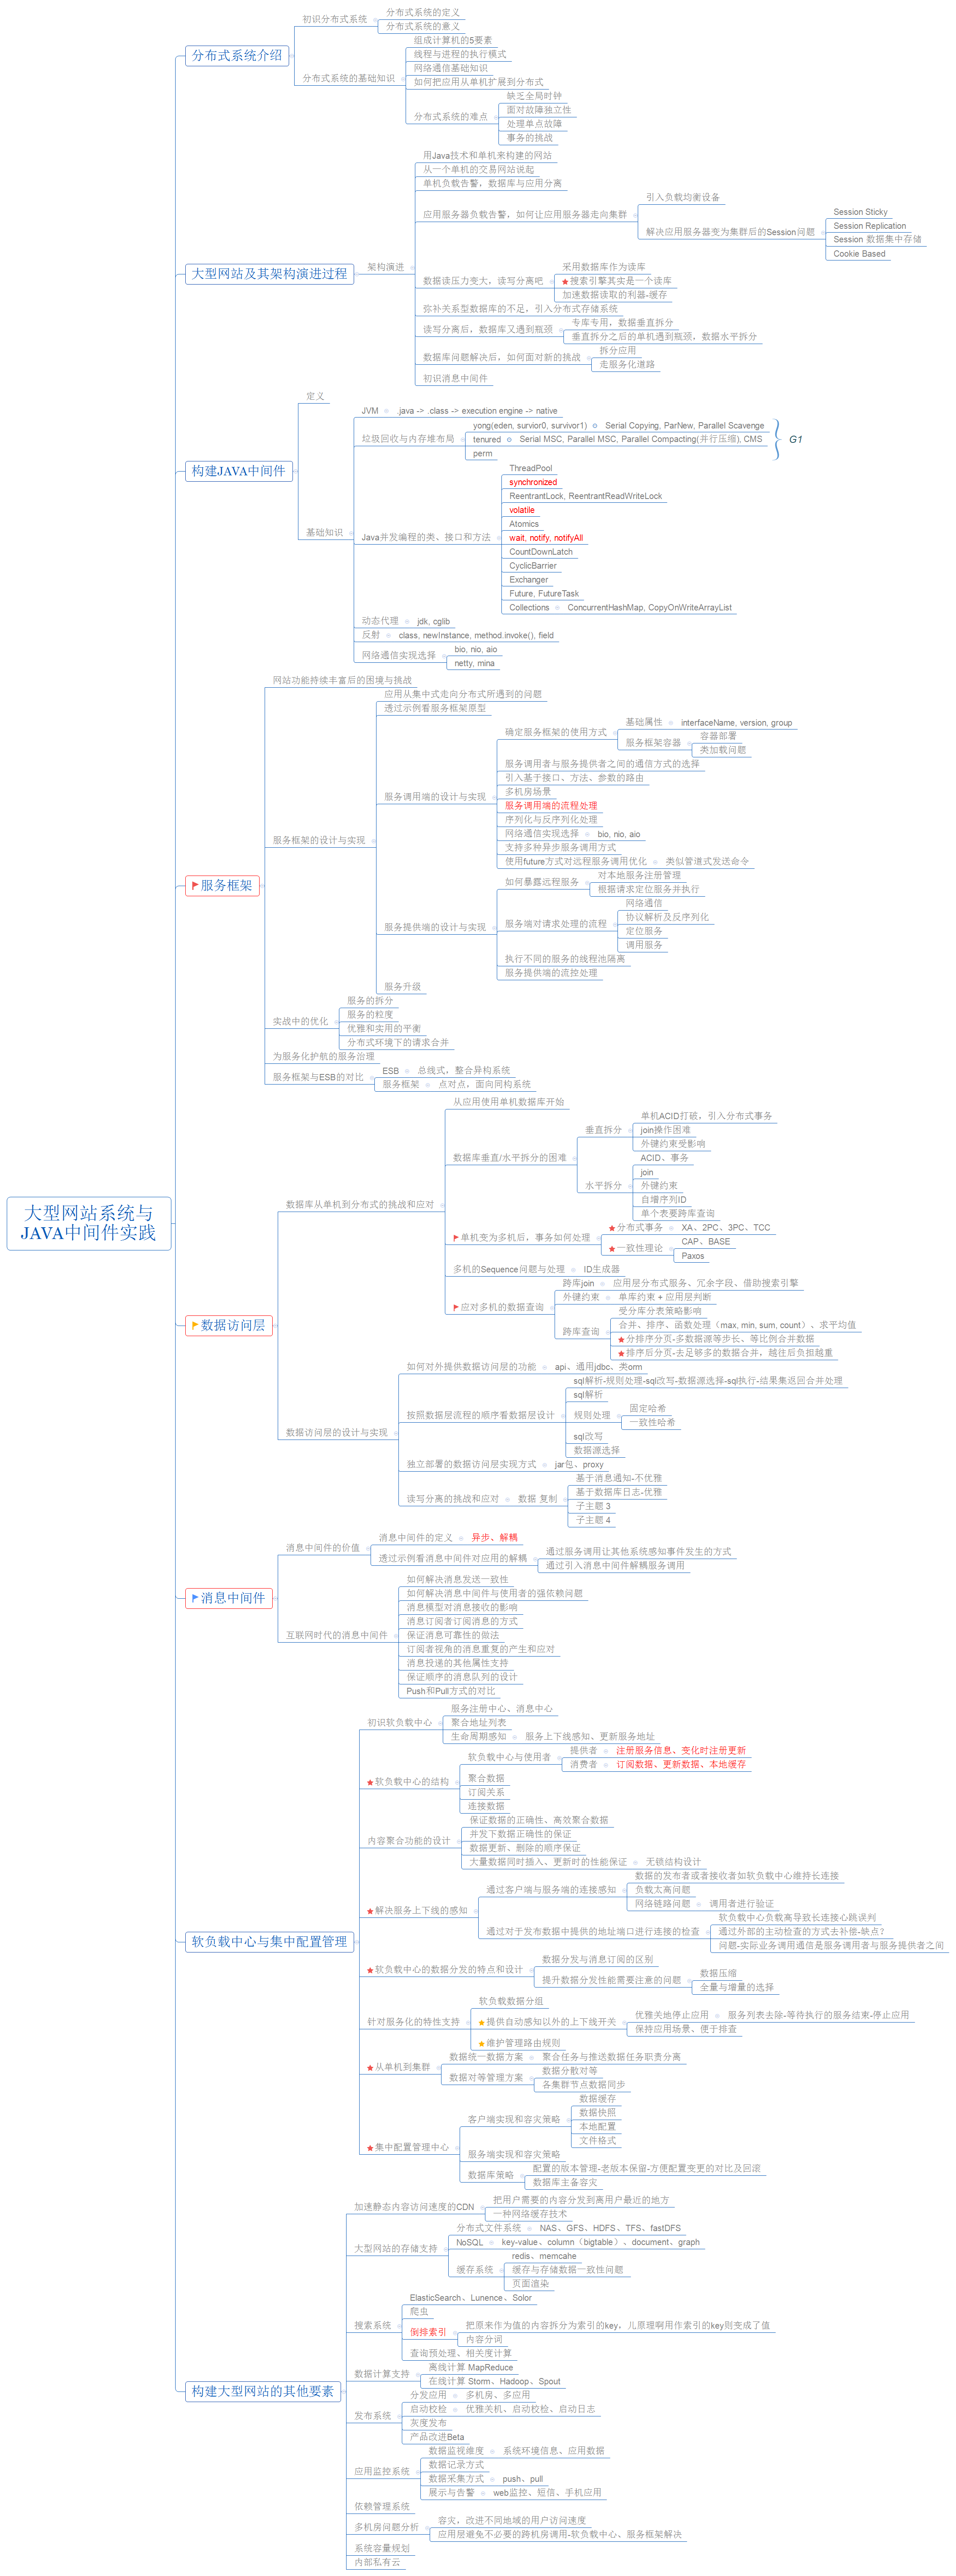 大型网站系统与
JAVA中间件实践
分布式系统介绍
初识分布式系统
分布式系统的定义
分布式系统的意义
分布式系统的基础知识
组成计算机的5要素
线程与进程的执行模式
网络通信基础知识
如何把应用从单机扩展到分布式
分布式系统的难点
缺乏全局时钟
面对故障独立性
处理单点故障
事务的挑战
大型网站及其架构演进过程
架构演进
用Java技术和单机来构建的网站
从一个单机的交易网站说起
单机负载告警，数据库与应用分离
应用服务器负载告警，如何让应用服务器走向集群
引入负载均衡设备
解决应用服务器变为集群后的Session问题
Session Sticky
Session Replication
Session 数据集中存储
Cookie Based
数据读压力变大，读写分离吧
采用数据库作为读库
搜索引擎其实是一个读库
加速数据读取的利器-缓存
弥补关系型数据库的不足，引入分布式存储系统
读写分离后，数据库又遇到瓶颈
专库专用，数据垂直拆分
垂直拆分之后的单机遇到瓶颈，数据水平拆分
数据库问题解决后，如何面对新的挑战
拆分应用
走服务化道路
初识消息中间件
构建JAVA中间件
定义
基础知识
JVM
.java -> .class -> execution engine -> native
垃圾回收与内存堆布局
yong(eden, survior0, survivor1)
Serial Copying, ParNew, Parallel Scavenge
tenured
Serial MSC, Parallel MSC, Parallel Compacting(并行压缩), CMS
perm
G1
Java并发编程的类、接口和方法
ThreadPool
synchronized
ReentrantLock, ReentrantReadWriteLock
volatile
Atomics
wait, notify, notifyAll
CountDownLatch
CyclicBarrier
Exchanger
Future, FutureTask
Collections
ConcurrentHashMap, CopyOnWriteArrayList
动态代理
jdk, cglib
反射
class, newInstance, method.invoke(), field
网络通信实现选择
bio, nio, aio
netty, mina
服务框架
网站功能持续丰富后的困境与挑战
服务框架的设计与实现
应用从集中式走向分布式所遇到的问题
透过示例看服务框架原型
服务调用端的设计与实现
确定服务框架的使用方式
基础属性
interfaceName, version, group
服务框架容器
容器部署
类加载问题
服务调用者与服务提供者之间的通信方式的选择
引入基于接口、方法、参数的路由
多机房场景
服务调用端的流程处理
序列化与反序列化处理
网络通信实现选择
bio, nio, aio
支持多种异步服务调用方式
使用future方式对远程服务调用优化
类似管道式发送命令
服务提供端的设计与实现
如何暴露远程服务
对本地服务注册管理
根据请求定位服务并执行
服务端对请求处理的流程
网络通信
协议解析及反序列化
定位服务
调用服务
执行不同的服务的线程池隔离
服务提供端的流控处理
服务升级
实战中的优化
服务的拆分
服务的粒度
优雅和实用的平衡
分布式环境下的请求合并
为服务化护航的服务治理
服务框架与ESB的对比
ESB
总线式，整合异构系统
服务框架
点对点，面向同构系统
数据访问层
数据库从单机到分布式的挑战和应对
从应用使用单机数据库开始
数据库垂直/水平拆分的困难
垂直拆分
单机ACID打破，引入分布式事务
join操作困难
外键约束受影响
水平拆分
ACID、事务
join
外键约束
自增序列ID
单个表要跨库查询
单机变为多机后，事务如何处理
分布式事务
XA、2PC、3PC、TCC
一致性理论
CAP、BASE
Paxos
多机的Sequence问题与处理
ID生成器
应对多机的数据查询
跨库join
应用层分布式服务、冗余字段、借助搜索引擎
外键约束
单库约束 + 应用层判断
跨库查询
受分库分表策略影响
合并、排序、函数处理（max, min, sum, count）、求平均值
分排序分页-多数据源等步长、等比例合并数据
排序后分页-去足够多的数据合并，越往后负担越重
数据访问层的设计与实现
如何对外提供数据访问层的功能
api、通用jdbc、类orm
按照数据层流程的顺序看数据层设计
sql解析-规则处理-sql改写-数据源选择-sql执行-结果集返回合并处理
sql解析
规则处理
固定哈希
一致性哈希
sql改写
数据源选择
独立部署的数据访问层实现方式
jar包、proxy
读写分离的挑战和应对
数据 复制
基于消息通知-不优雅
基于数据库日志-优雅
子主题 3
子主题 4
消息中间件
消息中间件的价值
消息中间件的定义
异步、解耦
透过示例看消息中间件对应用的解耦
通过服务调用让其他系统感知事件发生的方式
通过引入消息中间件解耦服务调用
互联网时代的消息中间件
如何解决消息发送一致性
如何解决消息中间件与使用者的强依赖问题
消息模型对消息接收的影响
消息订阅者订阅消息的方式
保证消息可靠性的做法
订阅者视角的消息重复的产生和应对
消息投递的其他属性支持
保证顺序的消息队列的设计
Push和Pull方式的对比
软负载中心与集中配置管理
初识软负载中心
服务注册中心、消息中心
聚合地址列表
生命周期感知
服务上下线感知、更新服务地址
软负载中心的结构
软负载中心与使用者
提供者
注册服务信息、变化时注册更新
消费者
订阅数据、更新数据、本地缓存
聚合数据
订阅关系
连接数据
内容聚合功能的设计
保证数据的正确性、高效聚合数据
并发下数据正确性的保证
数据更新、删除的顺序保证
大量数据同时插入、更新时的性能保证
无锁结构设计
解决服务上下线的感知
通过客户端与服务端的连接感知
数据的发布者或者接收者如软负载中心维持长连接
负载太高问题
网络链路问题
调用者进行验证
通过对于发布数据中提供的地址端口进行连接的检查
软负载中心负载高导致长连接心跳误判
通过外部的主动检查的方式去补偿-缺点?
问题-实际业务调用通信是服务调用者与服务提供者之间
软负载中心的数据分发的特点和设计
数据分发与消息订阅的区别
提升数据分发性能需要注意的问题
数据压缩
全量与增量的选择
针对服务化的特性支持
软负载数据分组
提供自动感知以外的上下线开关
优雅关地停止应用
服务列表去除-等待执行的服务结束-停止应用
保持应用场景、便于排查
维护管理路由规则
从单机到集群
数据统一数据方案
聚合任务与推送数据任务职责分离
数据对等管理方案
数据分散对等
各集群节点数据同步
集中配置管理中心
客户端实现和容灾策略
数据缓存
数据快照
本地配置
文件格式
服务端实现和容灾策略
数据库策略
配置的版本管理-老版本保留-方便配置变更的对比及回滚
数据库主备容灾
构建大型网站的其他要素
加速静态内容访问速度的CDN
把用户需要的内容分发到离用户最近的地方
一种网络缓存技术
大型网站的存储支持
分布式文件系统
NAS、GFS、HDFS、TFS、fastDFS
NoSQL
key-value、column（bigtable）、document、graph
缓存系统
redis、memcahe
缓存与存储数据一致性问题
页面渲染
搜索系统
ElasticSearch、Lunence、Solor
爬虫
倒排索引
把原来作为值的内容拆分为索引的key，儿原理啊用作索引的key则变成了值
内容分词
查询预处理、相关度计算
数据计算支持
离线计算 MapReduce
在线计算 Storm、Hadoop、Spout
发布系统
分发应用
多机房、多应用
启动校检
优雅关机、启动校检、启动日志
灰度发布
产品改进Beta
应用监控系统
数据监视维度
系统环境信息、应用数据
数据记录方式
数据采集方式
push、pull
展示与告警
web监控、短信、手机应用
依赖管理系统
多机房问题分析
容灾，改进不同地域的用户访问速度
应用层避免不必要的跨机房调用-软负载中心、服务框架解决
系统容量规划
内部私有云